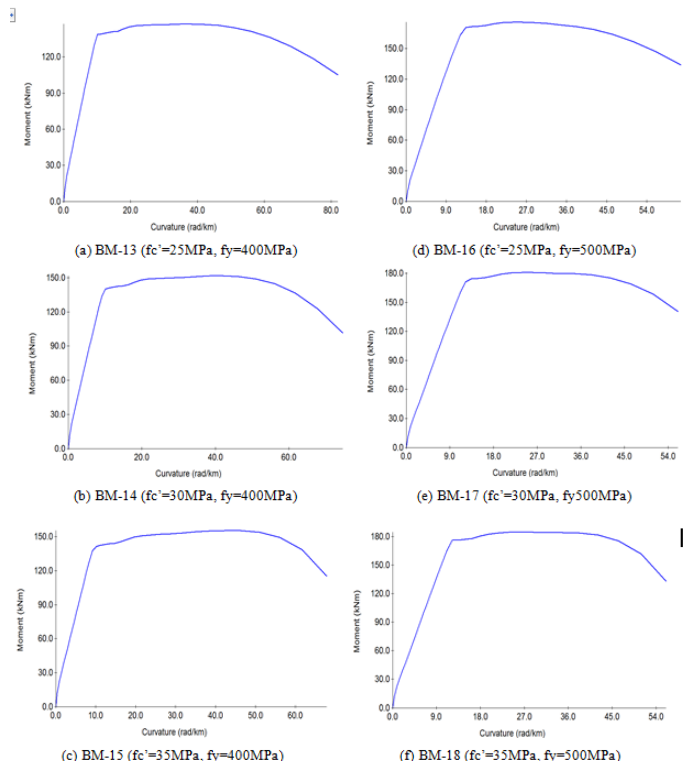 120.0
90.0
60.0
30.0
0.0
Moment (kNm)
0.0 20.0 40.0 60.0 80.0
Curvature (rad/km)
(a) BM-13 (fc’=25MPa, fy=400MPa)
150.0
120.0
90.0
60.0
30.0
0.0
Moment (kNm)
0.0 9.0 18.0 27.0 36.0 45.0 54.0
Curvature (rad/km)
(d) BM-16 (fc’=25MPa, fy=500MPa)
150.0
120.0
90.0
60.0
30.0
0.0
Moment (kNm)
0.0 20.0 40.0 60.0
Curvature (rad/km)
(b) BM-14 (fc’=30MPa, fy=400MPa)
180.0
150.0
120.0
90.0
60.0
30.0
0.0
Moment (kNm)
0.0 9.0 18.0 27.0 36.0 45.0 54.0
Curvature (rad/km)
(e) BM-17 (fc’=30MPa, fy500MPa)
150.0
120.0
90.0
60.0
30.0
0.0
Moment (kNm)
0.0 10.0 20.0 30.0 40.0 50.0 60.0
Curvature (rad/km)
(c) BM-15 (fc’=35MPa, fy=400MPa)
180.0
150.0
120.0
90.0
60.0
30.0
0.0
Moment (kNm)
0.0 9.0 18.0 27.0 36.0 45.0 54.0
Curvature (rad/km)
(f) BM-18 (fc’=35MPa, fy=500MPa)